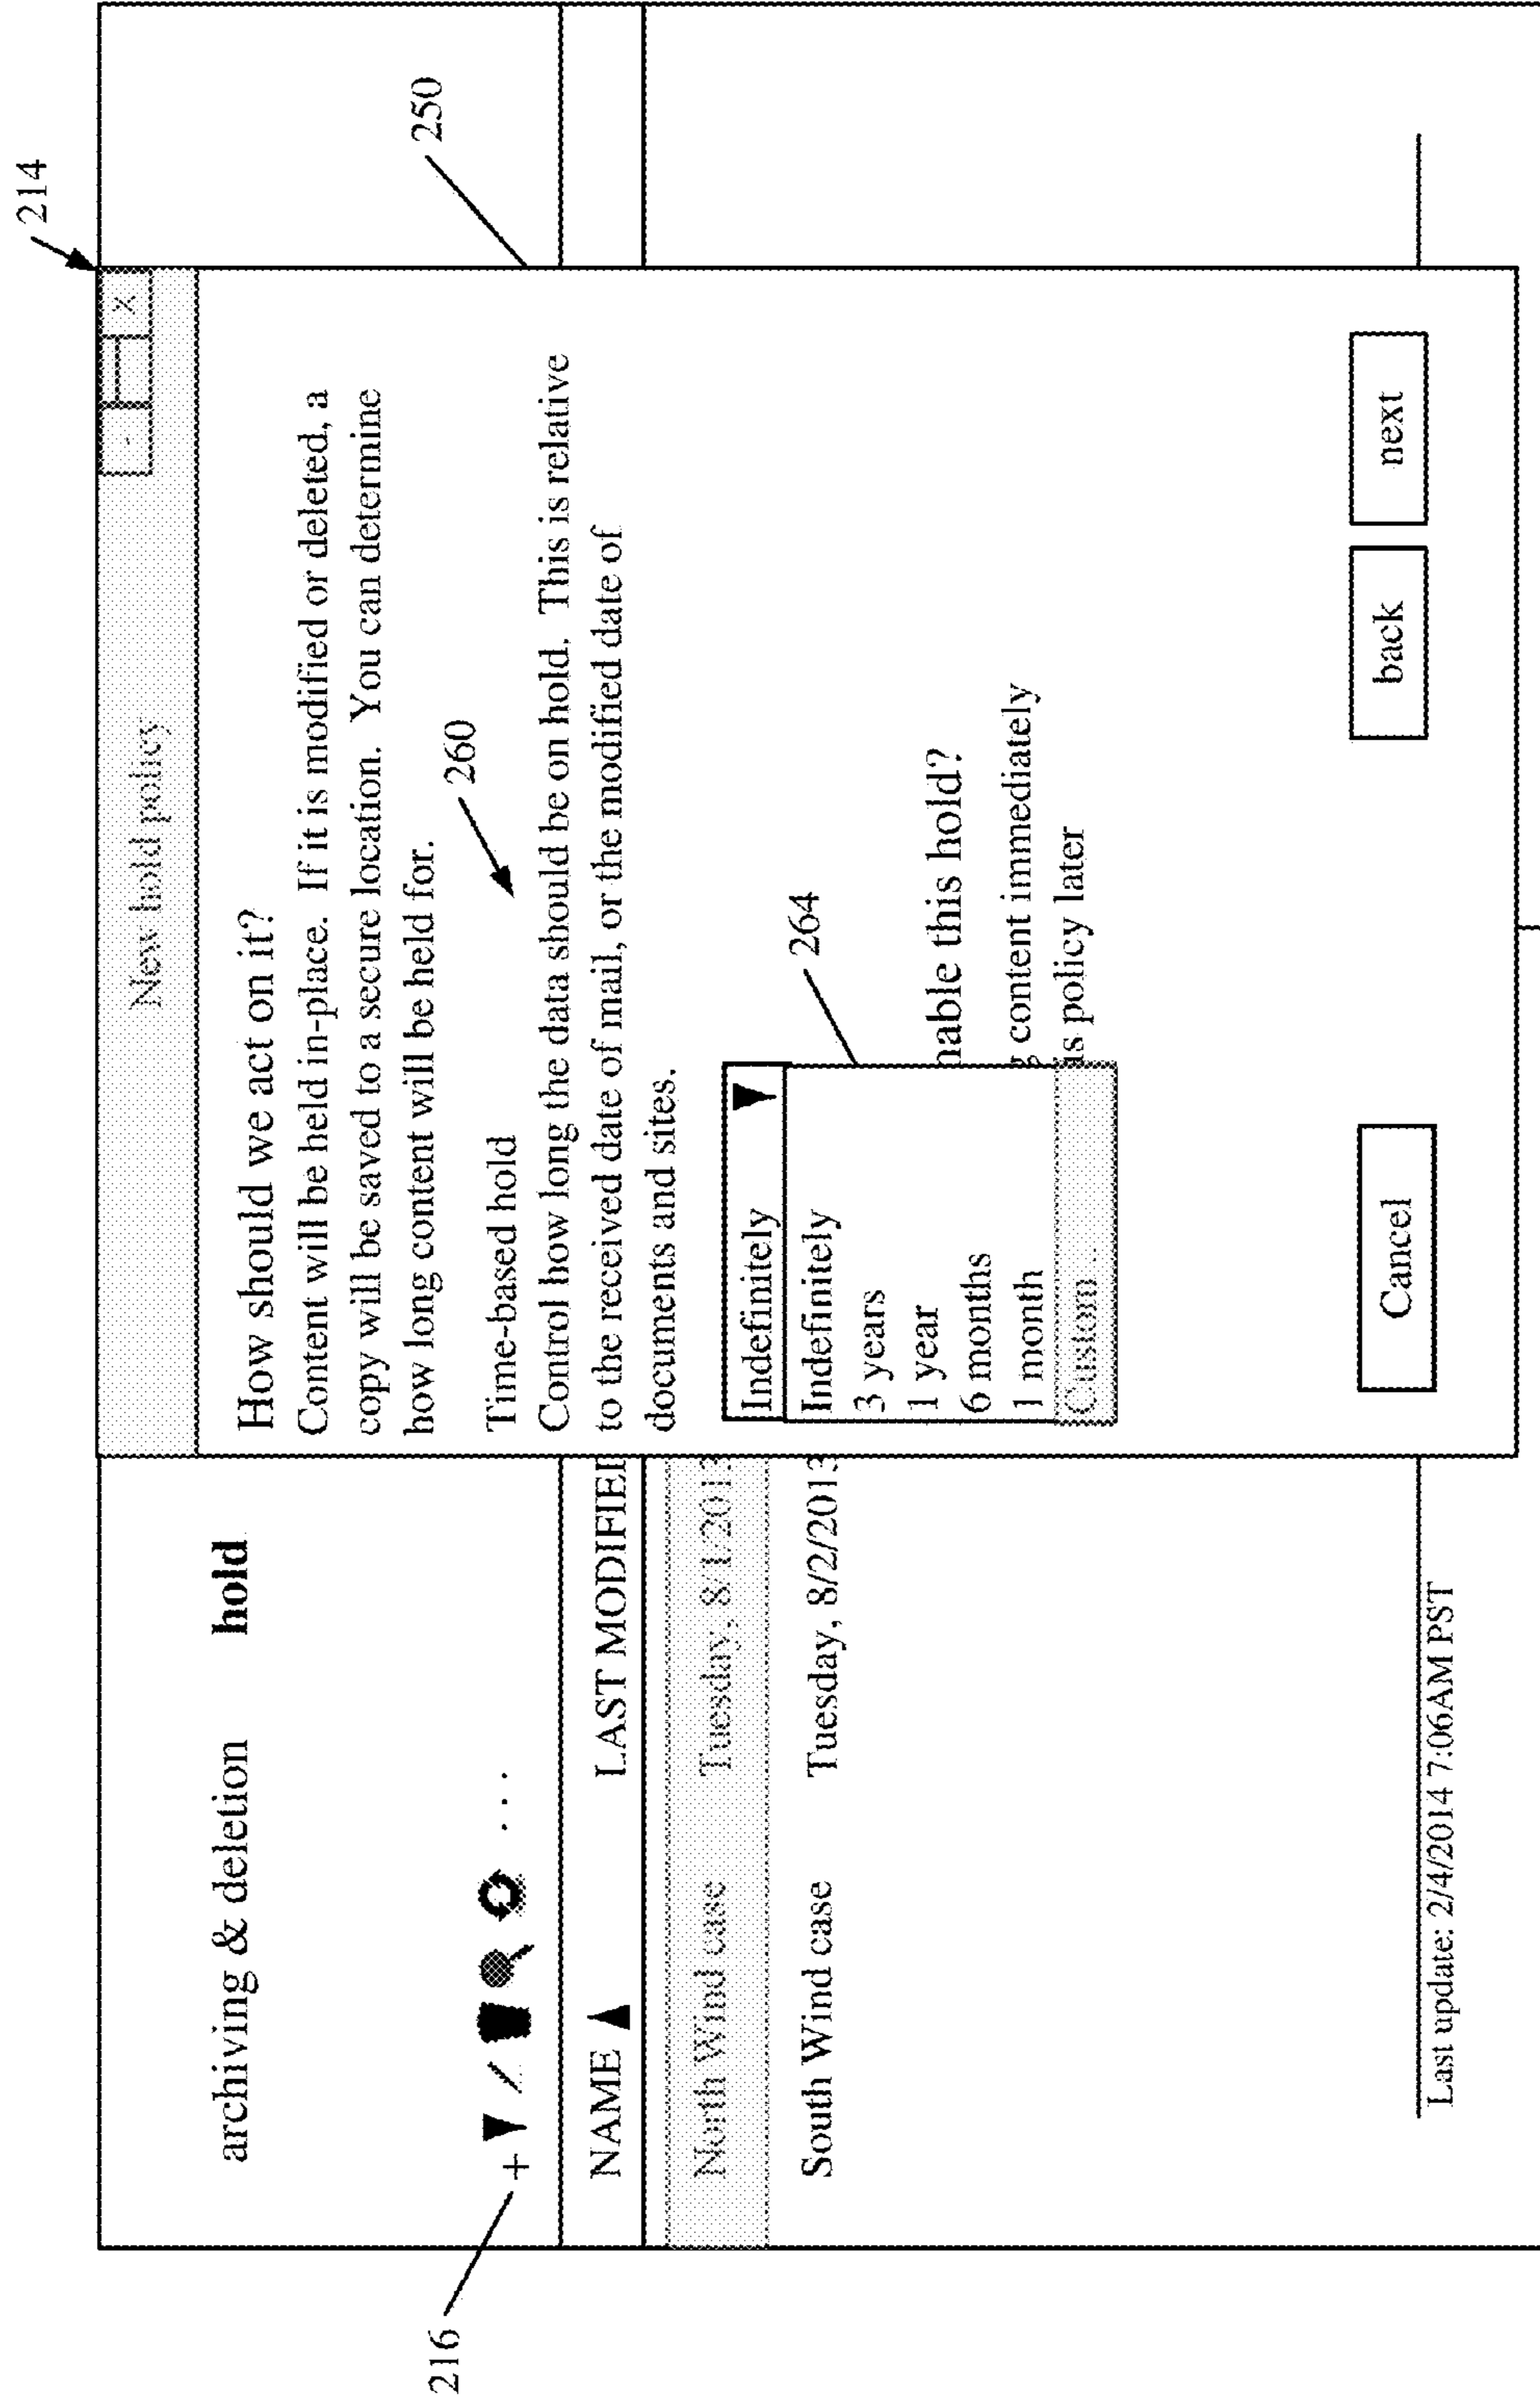 214
archiving & deletion hold
216
NAME LAST MODIFIE
North Wind case Tuesday, 8/1/2013
South Wind case Tuesday, 8/2/2013
Last update: 2/4/2014 7:06AM PST
New hold policy
- X
250
How should we act on it?
Content will be held in-place. If it is modified or deleted, a
copy will be saved to a secure location. You can determine
how long content will be held for.
260
Time-based hold
Control how long the data should be on hold. This is relative
to the received date of mail, or the modified date of
documents and sites.
Indefinitely
264
Indefinitely
3 years
1 year
6 months
1 month
Custom...
nable this hold?
g content immediately
is policy later
Cancel back next